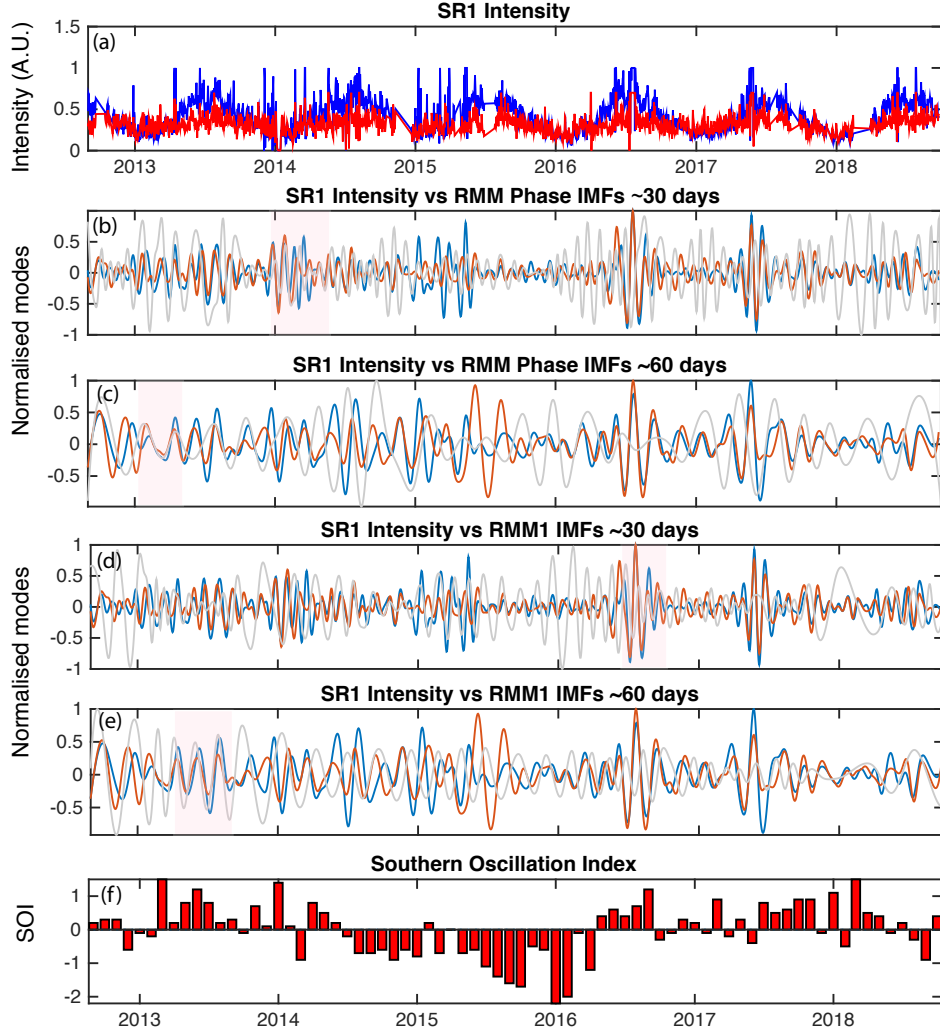 SR1 Intensity
Intensity (A.U.)
(a)
1.5
1
0.5
0
2013 2014 2015 2016 2017 2018
SR1 Intensity vs RMM Phase IMFs ~30 days
Normalised modes
(b)
0.5
0
-0.5
-1
SR1 Intensity vs RMM Phase IMFs ~60 days
(c)
1
0.5
0
-0.5
SR1 Intensity vs RMM1 IMFs ~30 days
Normalised modes
(d)
1
0.5
0
-0.5
-1
SR1 Intensity vs RMM1 IMFs ~60 days
(e)
1
0.5
0
-0.5
Southern Oscillation Index
SOI
(f)
1
0
-1
-2
2013 2014 2015 2016 2017 2018